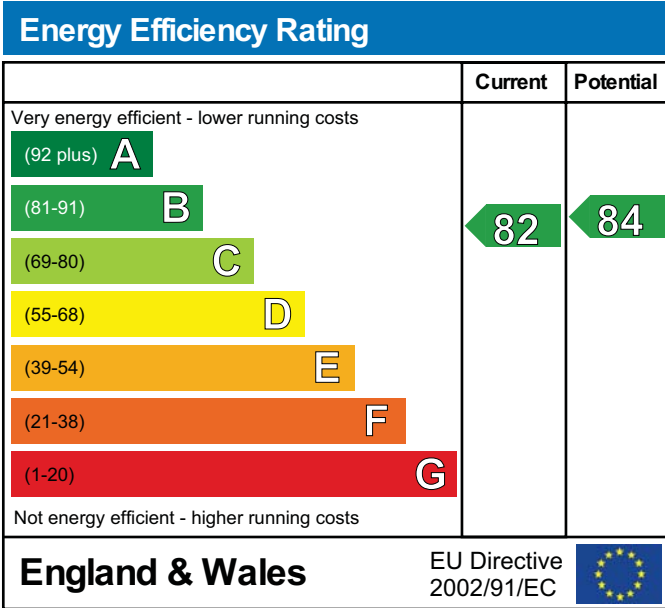 Energy Efficiency Rating
Current Potential
Very energy efficient - lower running costs
(92 plus) A
(81-91) B
82 84
(69-80) C
(55-68) D
(39-54) E
(21-38) F
(1-20) G
Not energy efficient - higher running costs
England & Wales
EU Directive
2002/91/EC